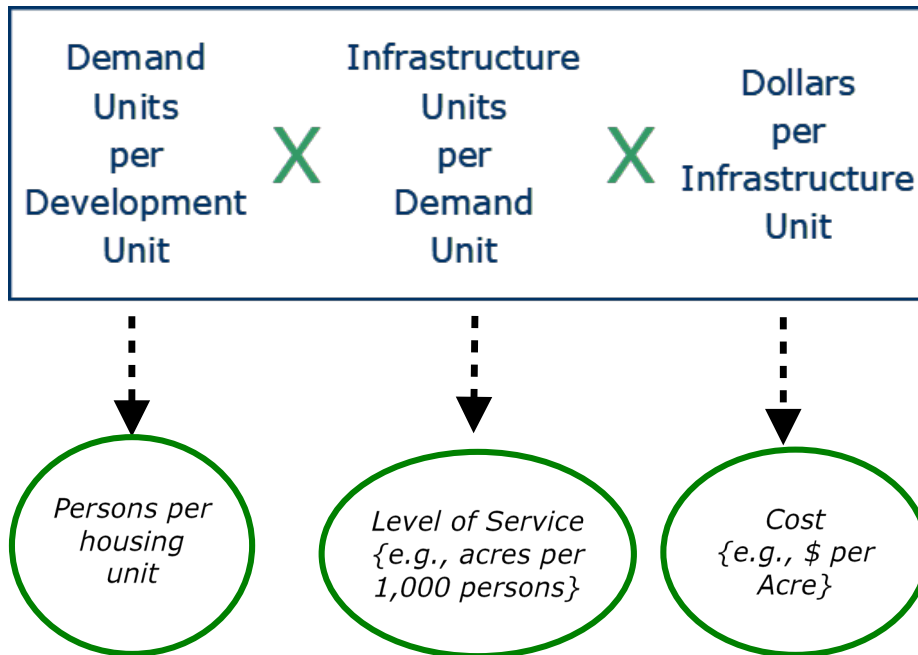 Demand
Units
per
Development
Unit
X
Infrastructure
Units
per
Demand
Unit
X
Dollars
per
Infrastructure
Unit
Persons per
housing
unit
Level of Service
{e.g., acres per
1,000 persons}
Cost
{e.g., $ per
Acre}